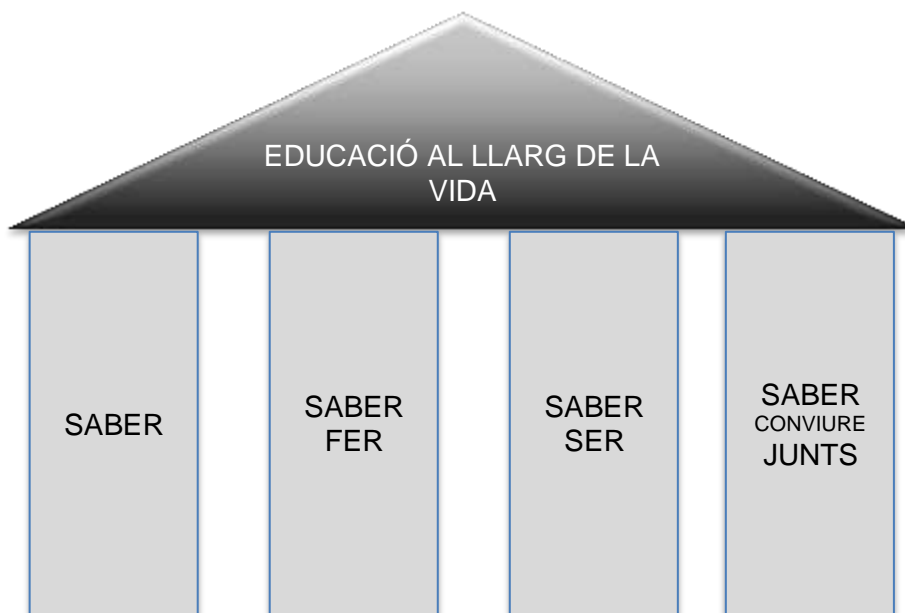 EDUCACIÓ AL LLARG DE LA
VIDA
SABER
SABER
FER
SABER
SER
SABER
CONVIURE
JUNTS